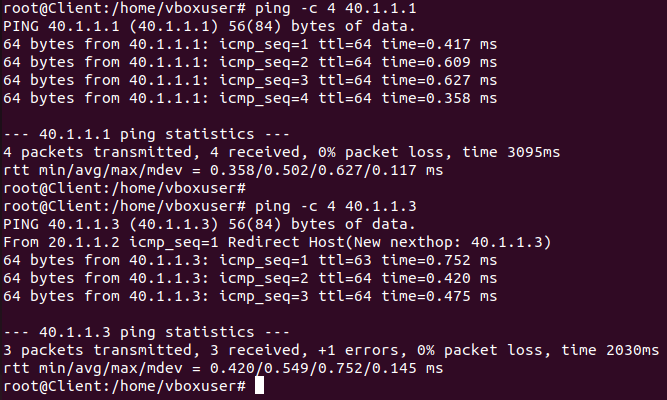 root@Client:/home/vboxuser# ping -c 4 40.1.1.1
PING 40.1.1.1 (40.1.1.1) 56(84) bytes of data.
64 bytes from 40.1.1.1: icmp_seq=1 ttl=64 time=0.417 ms
64 bytes from 40.1.1.1: icmp_seq=2 ttl=64 time=0.609 ms
64 bytes from 40.1.1.1: icmp_seq=3 ttl=64 time=0.627 ms
64 bytes from 40.1.1.1: icmp_seq=4 ttl=64 time=0.358 ms

--- 40.1.1.1 ping statistics ---
4 packets transmitted, 4 received, 0% packet loss, time 3095ms
rtt min/avg/max/mdev = 0.358/0.502/0.627/0.117 ms
root@Client:/home/vboxuser#
root@Client:/home/vboxuser# ping -c 4 40.1.1.3
PING 40.1.1.3 (40.1.1.3) 56(84) bytes of data.
From 20.1.1.2 icmp_seq=1 Redirect Host(New nexthop: 40.1.1.3)
64 bytes from 40.1.1.3: icmp_seq=1 ttl=63 time=0.752 ms
64 bytes from 40.1.1.3: icmp_seq=2 ttl=64 time=0.420 ms
64 bytes from 40.1.1.3: icmp_seq=3 ttl=64 time=0.475 ms

--- 40.1.1.3 ping statistics ---
3 packets transmitted, 3 received, +1 errors, 0% packet loss, time 2030ms
rtt min/avg/max/mdev = 0.420/0.549/0.752/0.145 ms
root@Client:/home/vboxuser#